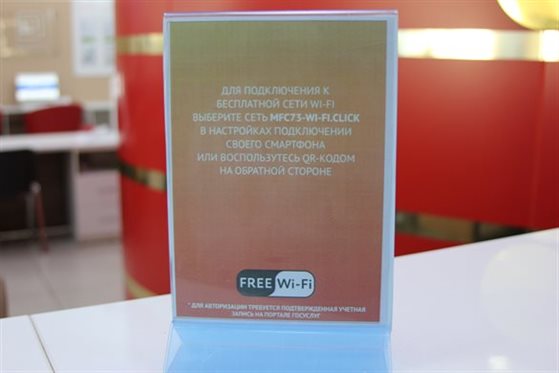 ДЛЯ ПОДКЛЮЧЕНИЯ К
БЕСПЛАТНОЙ СЕТИ WI-FI
ВЫБЕРИТЕ СЕТЬ MFC73-WI-FI.CLICK
В НАСТРОЙКАХ ПОДКЛЮЧЕНИИ
СВОЕГО СМАРТФОНА
ИЛИ ВОСПОЛЬЗУТЕСЬ QR-КОДОМ
НА ОБРАТНОЙ СТОРОНЕ
FREE Wi-Fi
* ДЛЯ АВТОРИЗАЦИИ ТРЕБУЕТСЯ ПОДТВЕРЖДЕННАЯ УЧЕТНАЯ
ЗАПИСЬ НА ПОРТАЛЕ ГОСУСЛУГ